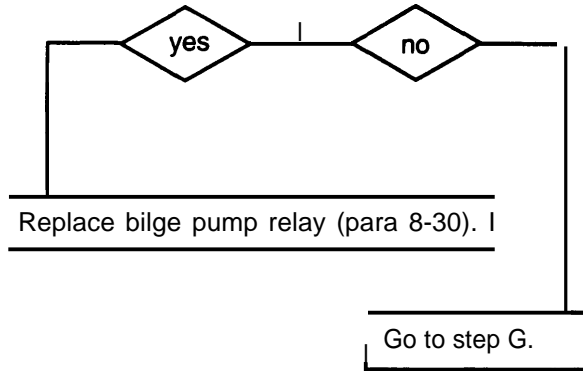 yes
no
Replace bilge pump relay (para 8-30).
Go to step G.